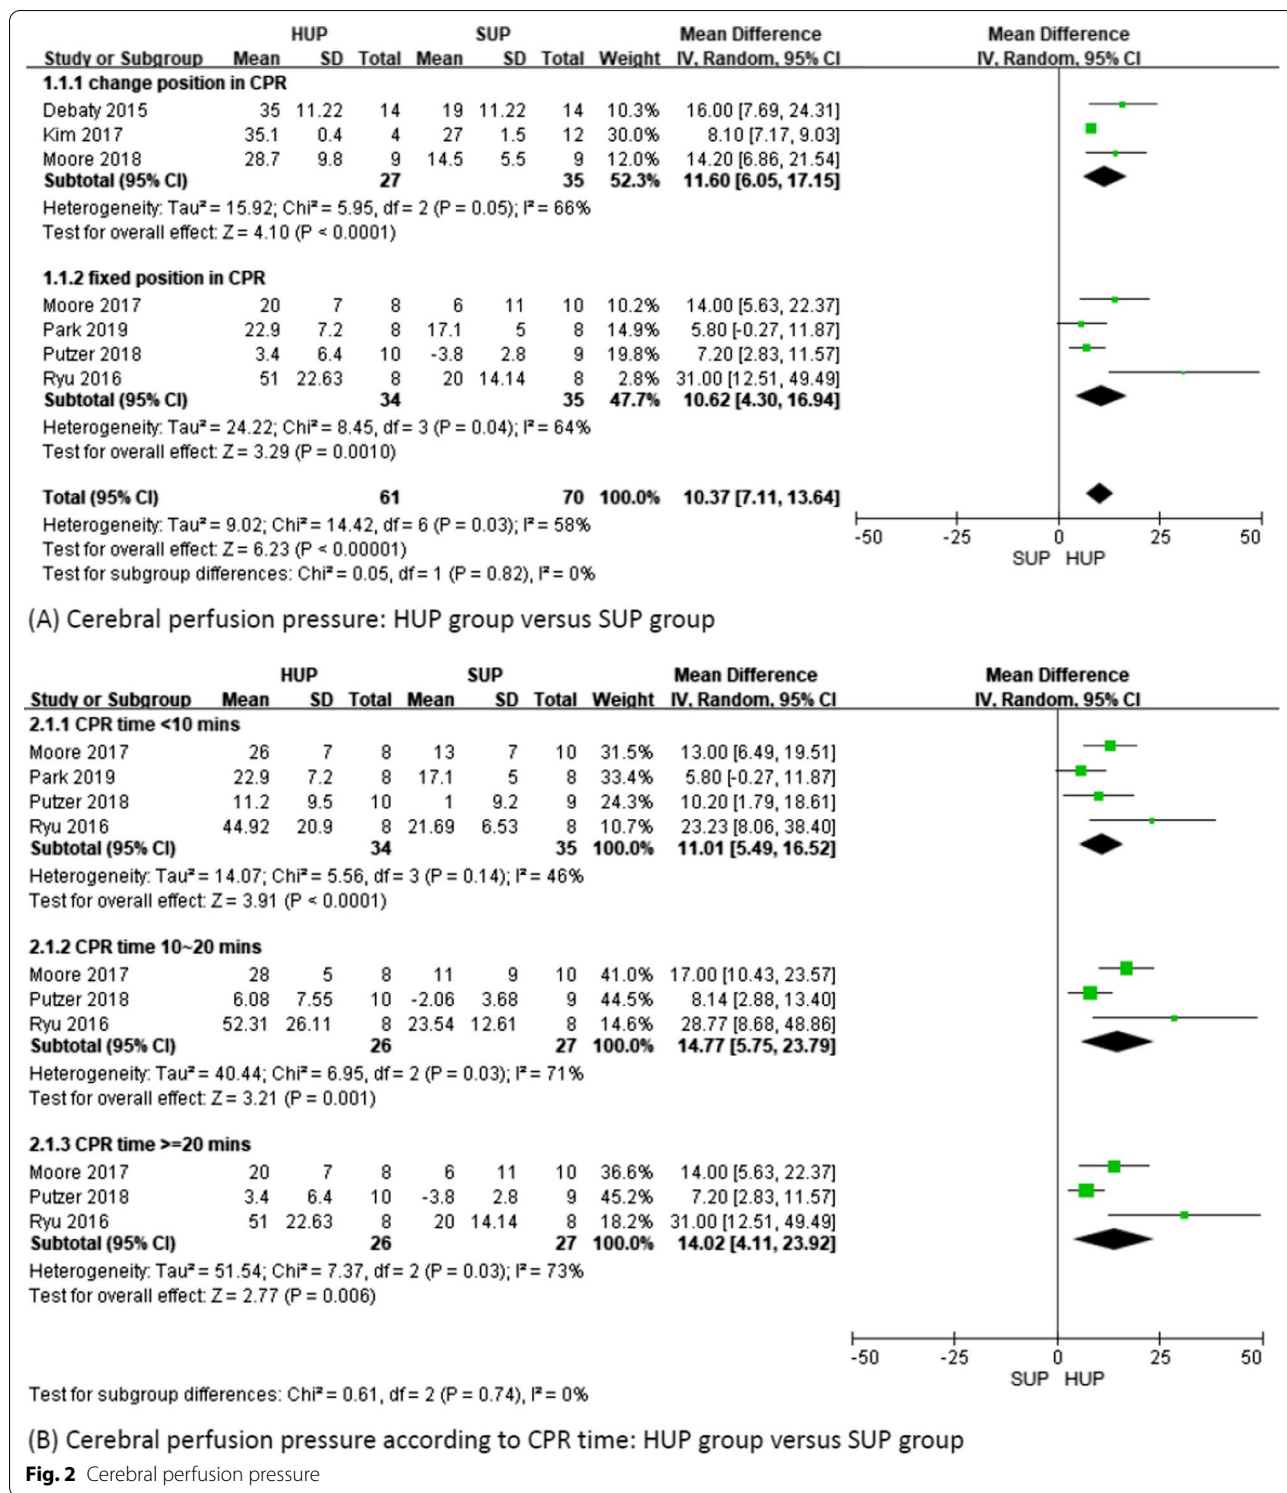 HUP SUP Mean Difference Mean Difference
Study or Subgroup Mean SD Total Mean SD Total Weight IV, Random, 95% CI IV, Random, 95% CI
1.1.1 change position in CPR
Debaty 2015 35 11.22 14 19 11.22 14 10.3% 16.00 [7.69, 24.31]
Kim 2017 35.1 0.4 4 27 1.5 12 30.0% 8.10 [7.17, 9.03]
Moore 2018 28.7 9.8 9 14.5 5.5 9 12.0% 14.20 [6.86, 21.54]
Subtotal (95% CI) 27 35 52.3% 11.60 [6.05, 17.15]
Heterogeneity: Tau² = 15.92; Chi² = 5.95, df = 2 (P = 0.05); I² = 66%
Test for overall effect: Z = 4.10 (P < 0.0001)
1.1.2 fixed position in CPR
Moore 2017 20 7 8 6 11 10 10.2% 14.00 [5.63, 22.37]
Park 2019 22.9 7.2 8 17.1 5 8 14.9% 5.80 [-0.27, 11.87]
Putzer 2018 3.4 6.4 10 -3.8 2.8 9 19.8% 7.20 [2.83, 11.57]
Ryu 2016 51 22.63 8 20 14.14 8 2.8% 31.00 [12.51, 49.49]
Subtotal (95% CI) 34 35 47.7% 10.62 [4.30, 16.94]
Heterogeneity: Tau² = 24.22; Chi² = 8.45, df = 3 (P = 0.04); I² = 64%
Test for overall effect: Z = 3.29 (P = 0.0010)
Total (95% CI) 61 70 100.0% 10.37 [7.11, 13.64]
Heterogeneity: Tau² = 9.02; Chi² = 14.42, df = 6 (P = 0.03); I² = 58%
Test for overall effect: Z = 6.23 (P < 0.00001)
Test for subgroup differences: Chi² = 0.05, df = 1 (P = 0.82), I² = 0%
-50 -25 0 25 50
SUP HUP
(A) Cerebral perfusion pressure: HUP group versus SUP group
HUP SUP Mean Difference Mean Difference
Study or Subgroup Mean SD Total Mean SD Total Weight IV, Random, 95% CI IV, Random, 95% CI
2.1.1 CPR time <10 mins
Moore 2017 26 7 8 13 7 10 31.5% 13.00 [6.49, 19.51]
Park 2019 22.9 7.2 8 17.1 5 8 33.4% 5.80 [-0.27, 11.87]
Putzer 2018 11.2 9.5 10 1 9.2 9 24.3% 10.20 [1.79, 18.61]
Ryu 2016 44.92 20.9 8 21.69 6.53 8 10.7% 23.23 [8.06, 38.40]
Subtotal (95% CI) 34 35 100.0% 11.01 [5.49, 16.52]
Heterogeneity: Tau² = 14.07; Chi² = 5.56, df = 3 (P = 0.14); I² = 46%
Test for overall effect: Z = 3.91 (P < 0.0001)
2.1.2 CPR time 10~20 mins
Moore 2017 28 5 8 11 9 10 41.0% 17.00 [10.43, 23.57]
Putzer 2018 6.08 7.55 10 -2.06 3.68 9 44.5% 8.14 [2.88, 13.40]
Ryu 2016 52.31 26.11 8 23.54 12.61 8 14.6% 28.77 [8.68, 48.86]
Subtotal (95% CI) 26 27 100.0% 14.77 [5.75, 23.79]
Heterogeneity: Tau² = 40.44; Chi² = 6.95, df = 2 (P = 0.03); I² = 71%
Test for overall effect: Z = 3.21 (P = 0.001)
2.1.3 CPR time >=20 mins
Moore 2017 20 7 8 6 11 10 36.6% 14.00 [5.63, 22.37]
Putzer 2018 3.4 6.4 10 -3.8 2.8 9 45.2% 7.20 [2.83, 11.57]
Ryu 2016 51 22.63 8 20 14.14 8 18.2% 31.00 [12.51, 49.49]
Subtotal (95% CI) 26 27 100.0% 14.02 [4.11, 23.92]
Heterogeneity: Tau² = 51.54; Chi² = 7.37, df = 2 (P = 0.03); I² = 73%
Test for overall effect: Z = 2.77 (P = 0.006)
-50 -25 0 25 50
SUP HUP
Test for subgroup differences: Chi² = 0.61, df = 2 (P = 0.74), I² = 0%
(B) Cerebral perfusion pressure according to CPR time: HUP group versus SUP group
Fig. 2 Cerebral perfusion pressure